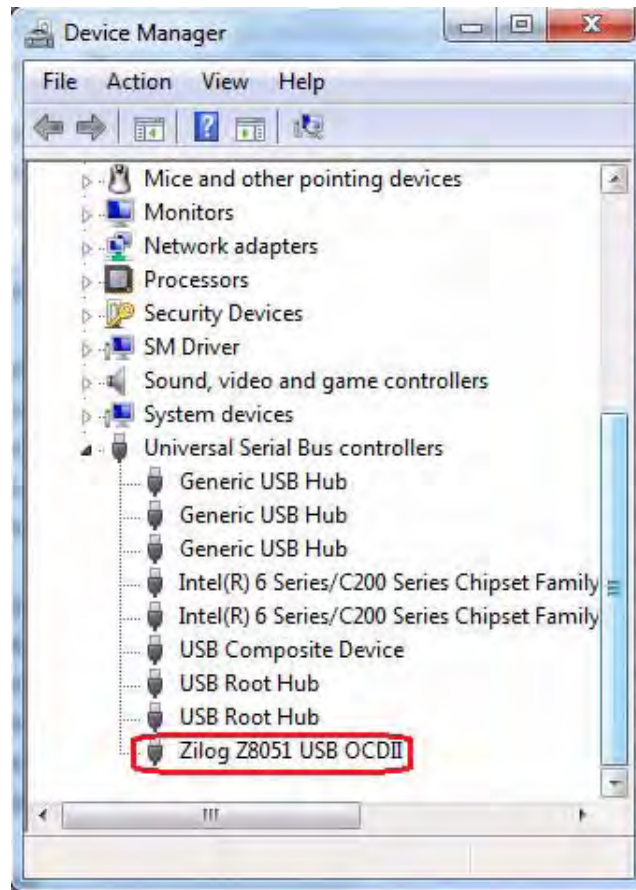 Device Manager
File Action View Help
Mice and other pointing devices
Monitors
Network adapters
Processors
Security Devices
SM Driver
Sound, video and game controllers
System devices
Universal Serial Bus controllers
Generic USB Hub
Generic USB Hub
Generic USB Hub
Intel(R) 6 Series/C200 Series Chipset Family
Intel(R) 6 Series/C200 Series Chipset Family
USB Composite Device
USB Root Hub
USB Root Hub
Zilog Z8051 USB OCDII